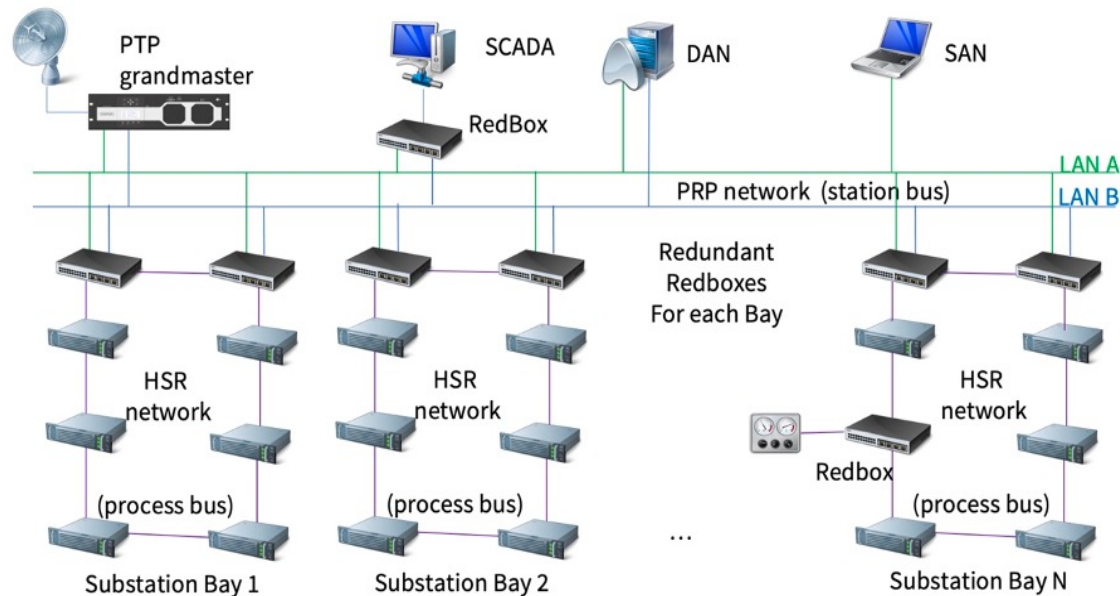 PTP
grandmaster
SCADA
DAN
SAN
RedBox
LAN A
PRP network (station bus)
LAN B
Redundant
Redboxes
For each Bay
HSR
network
HSR
network
HSR
network
Redbox
(process bus)
(process bus)
(process bus)
...
Substation Bay 1
Substation Bay 2
Substation Bay N